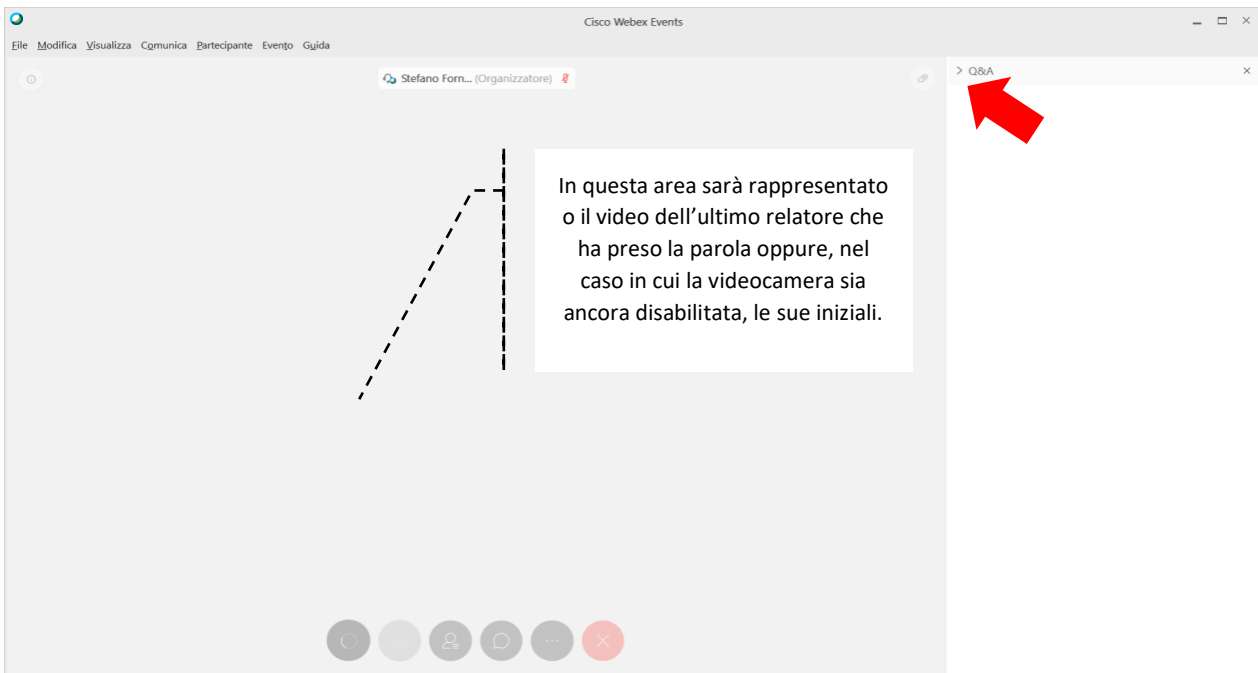 Cisco Webex Events
File Modifica Visualizza Comunica Partecipante Evento Guida
Stefano Forn... (Organizzatore)
Q&A
In questa area sarà rappresentato
o il video dell’ultimo relatore che
ha preso la parola oppure, nel
caso in cui la videocamera sia
ancora disabilitata, le sue iniziali.